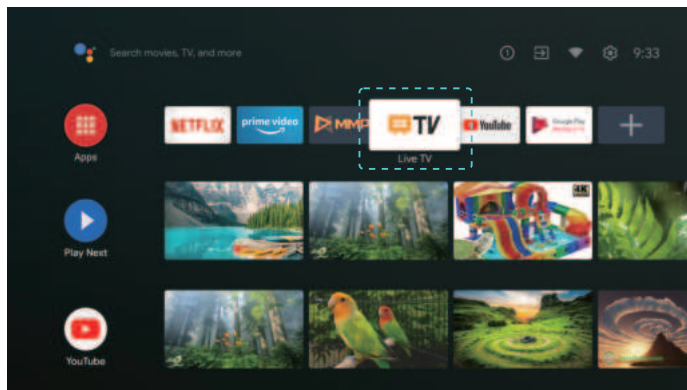 Search movies, TV, and more
9:33
NETFLIX
prime video
MMP
TV
YouTube
Google Play
Apps
Live TV
4K
Play Next
YouTube